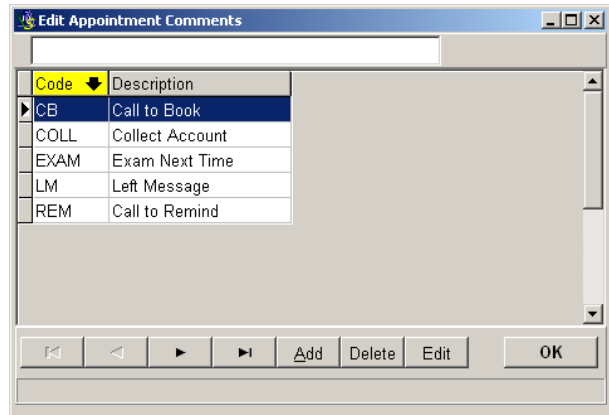 Edit Appointment Comments
Code Description
CB Call to Book
COLL Collect Account
EXAM Exam Next Time
LM Left Message
REM Call to Remind
Add Delete Edit OK